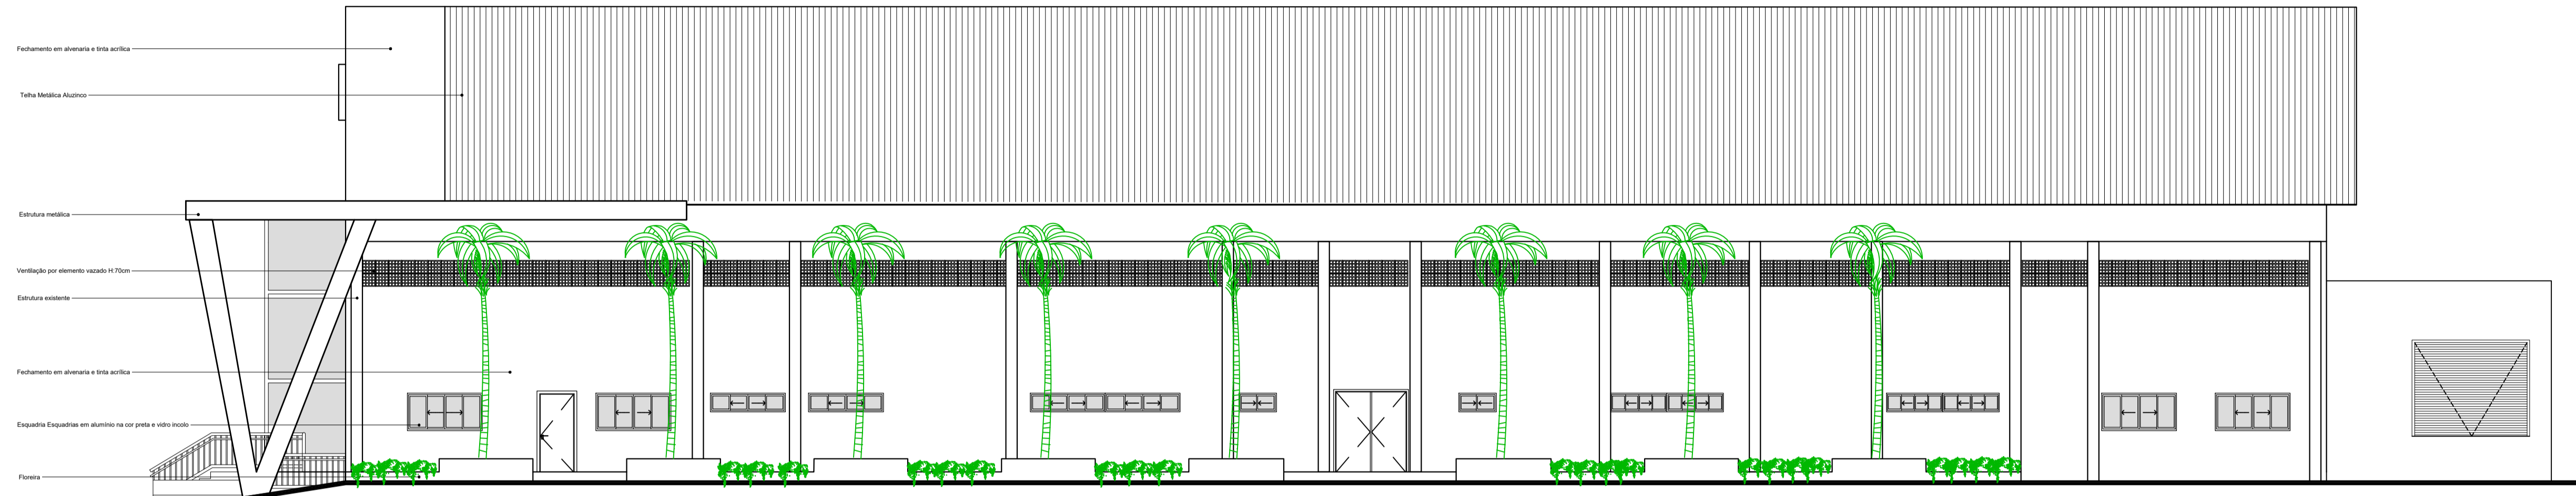 Fechamento em alvenaria e tinta acrílica
Telha Metálica Aluzinco
Estrutura metálica
Ventilação por elemento vazado H:70cm
Estrutura existente
Fechamento em alvenaria e tinta acrílica
Esquadria Esquadrias em alumínio na cor preta e vidro incolo
Floreira